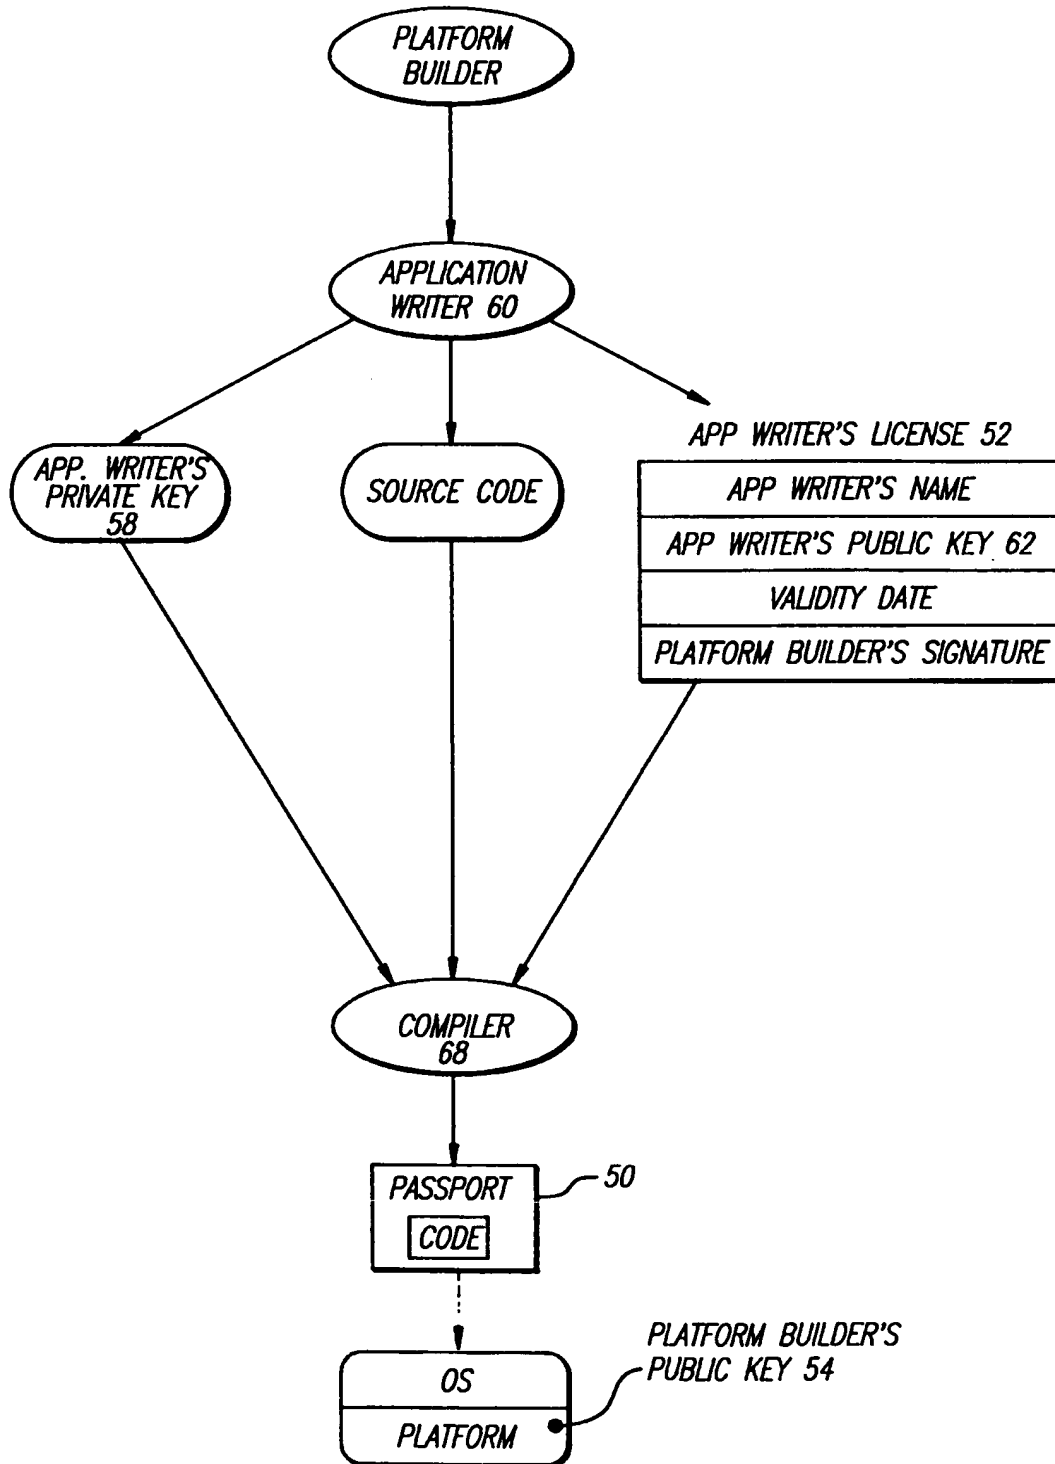 PLATFORM
BUILDER
APPLICATION
WRITER 60
APP. WRITER'S
PRIVATE KEY
58
SOURCE CODE
APP WRITER'S LICENSE 52
APP WRITER'S NAME
APP WRITER'S PUBLIC KEY 62
VALIDITY DATE
PLATFORM BUILDER'S SIGNATURE
COMPILER
68
PASSPORT
CODE
50
OS
PLATFORM
PLATFORM BUILDER'S
PUBLIC KEY 54